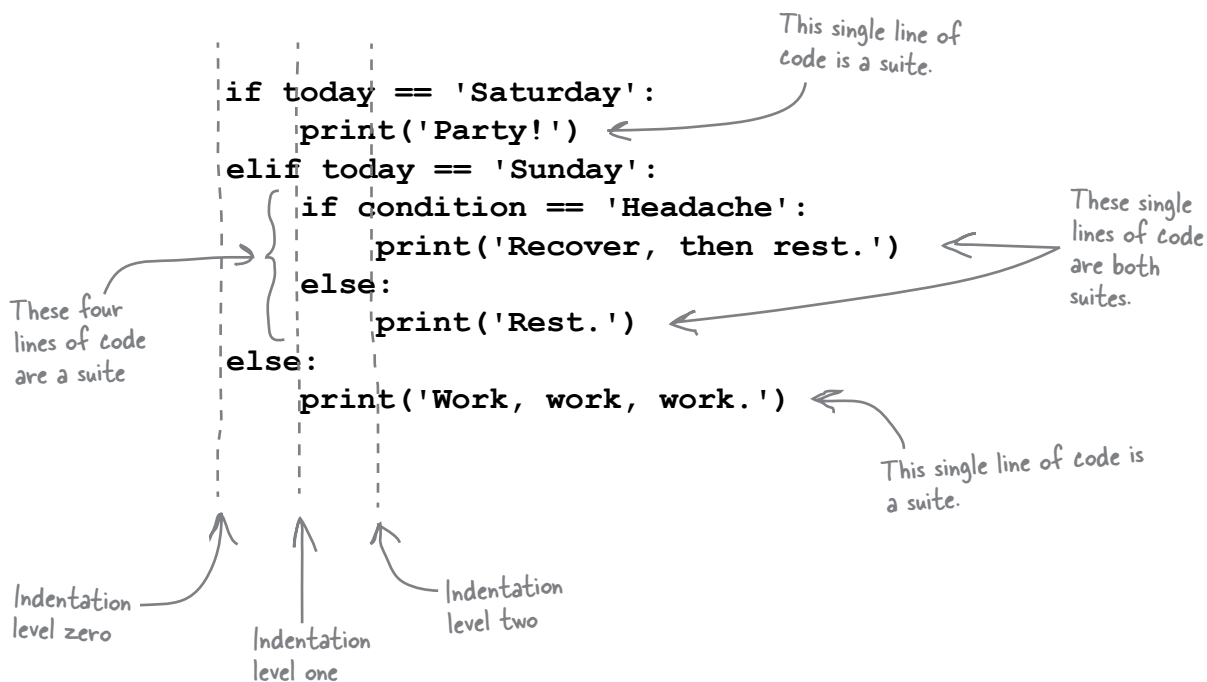 This single line of
code is a suite.
if today == 'Saturday':
    print('Party!')
elif today == 'Sunday':
    if condition == 'Headache':
        print('Recover, then rest.')
    else:
        print('Rest.')
else:
    print('Work, work, work.')
These single
lines of code
are both
suites.
These four
lines of code
are a suite
This single line of code is
a suite.
Indentation
level zero
Indentation
level one
Indentation
level two